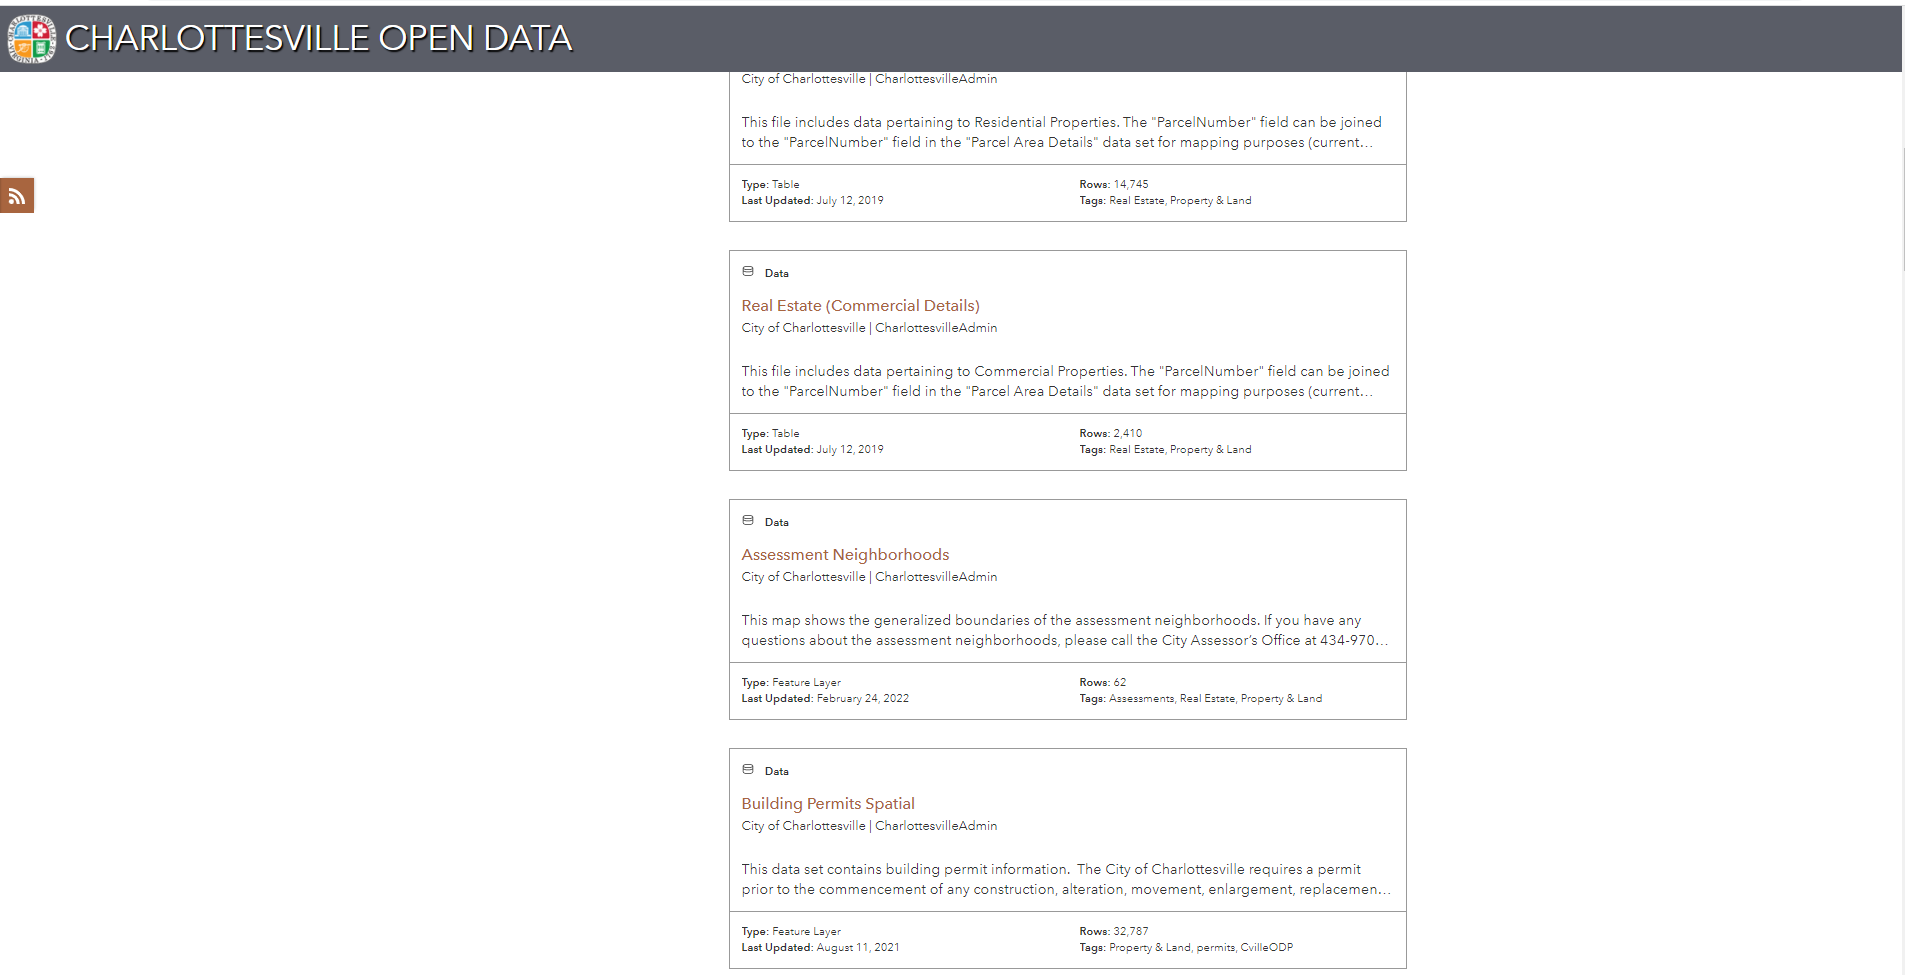 CHARLOTTESVILLE OPEN DATA
City of Charlottesville | CharlottesvilleAdmin
This file includes data pertaining to Residential Properties. The "ParcelNumber" field can be joined
to the "ParcelNumber" field in the "Parcel Area Details" data set for mapping purposes (current...
Type: Table
Rows: 14,745
Last Updated: July 12, 2019
Tags: Real Estate, Property & Land
Data
Real Estate (Commercial Details)
City of Charlottesville | CharlottesvilleAdmin
This file includes data pertaining to Commercial Properties. The "ParcelNumber" field can be joined
to the "ParcelNumber" field in the "Parcel Area Details" data set for mapping purposes (current...
Type: Table
Rows: 2,410
Last Updated: July 12, 2019
Tags: Real Estate, Property & Land
Data
Assessment Neighborhoods
City of Charlottesville | CharlottesvilleAdmin
This map shows the generalized boundaries of the assessment neighborhoods. If you have any
questions about the assessment neighborhoods, please call the City Assessor’s Office at 434-970...
Type: Feature Layer
Rows: 62
Last Updated: February 24, 2022
Tags: Assessments, Real Estate, Property & Land
Data
Building Permits Spatial
City of Charlottesville | CharlottesvilleAdmin
This data set contains building permit information.  The City of Charlottesville requires a permit
prior to the commencement of any construction, alteration, movement, enlargement, replacemen...
Type: Feature Layer
Rows: 32,787
Last Updated: August 11, 2021
Tags: Property & Land, permits, CvilleODP